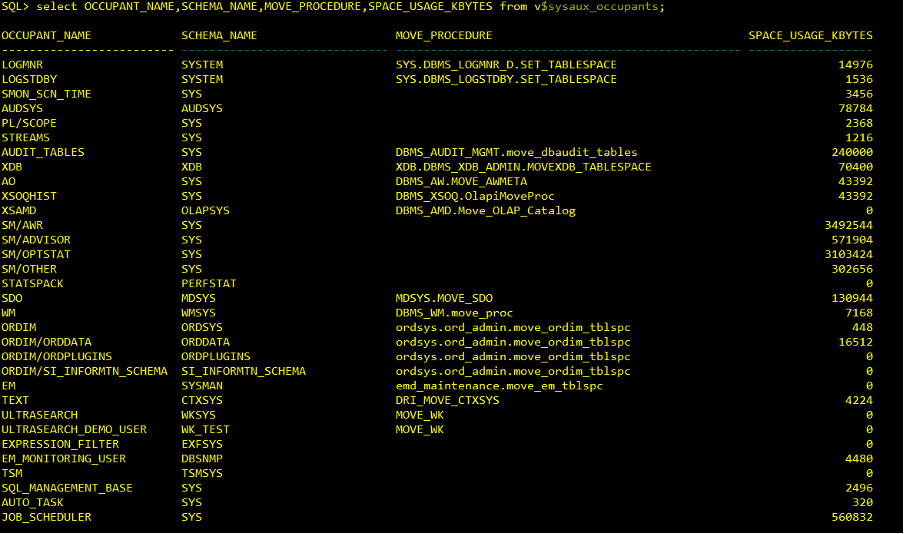 SQL> select OCCUPANT_NAME,SCHEMA_NAME,MOVE_PROCEDURE,SPACE_USAGE_KBYTES from v$sysaux_occupants;
OCCUPANT_NAME SCHEMA_NAME MOVE_PROCEDURE SPACE_USAGE_KBYTES
------------------------- ------------------------------ ---------------------------------------------------- ------------------
LOGMNR SYSTEM SYS.DBMS_LOGMNR_D.SET_TABLESPACE 14976
LOGSTDBY SYSTEM SYS.DBMS_LOGSTDBY.SET_TABLESPACE 1536
SMON_SCN_TIME SYS 3456
AUDSYS AUDSYS 78784
PL/SCOPE SYS 2368
STREAMS SYS 1216
AUDIT_TABLES SYS DBMS_AUDIT_MGMT.move_dbaudit_tables 240000
XDB XDB XDB.DBMS_XDB_ADMIN.MOVEXDB_TABLESPACE 70400
AO SYS DBMS_AW.MOVE_AWMETA 43392
XSOQHIST SYS DBMS_XSOQ.OlapiMoveProc 43392
XSAMD OLAPSYS DBMS_AMD.Move_OLAP_Catalog 0
SM/AWR SYS 3492544
SM/ADVISOR SYS 571904
SM/OPTSTAT SYS 3103424
SM/OTHER SYS 302656
STATSPACK PERFSTAT 0
SDO MDSYS MDSYS.MOVE_SDO 130944
WM WMSYS DBMS_WM.move_proc 7168
ORDIM ORDSYS ordsys.ord_admin.move_ordim_tblspc 448
ORDIM/ORDDATA ORDDATA ordsys.ord_admin.move_ordim_tblspc 16512
ORDIM/ORDPLUGINS ORDPLUGINS ordsys.ord_admin.move_ordim_tblspc 0
ORDIM/SI_INFORMTN_SCHEMA SI_INFORMTN_SCHEMA ordsys.ord_admin.move_ordim_tblspc 0
EM SYSMAN emd_maintenance.move_em_tblspc 0
TEXT CTXSYS DRI_MOVE_CTXSYS 4224
ULTRASEARCH WKSYS MOVE_WK 0
ULTRASEARCH_DEMO_USER WK_TEST MOVE_WK 0
EXPRESSION_FILTER EXFSYS 0
EM_MONITORING_USER DBSNMP 4480
TSM TSMSYS 0
SQL_MANAGEMENT_BASE SYS 2496
AUTO_TASK SYS 320
JOB_SCHEDULER SYS 560832